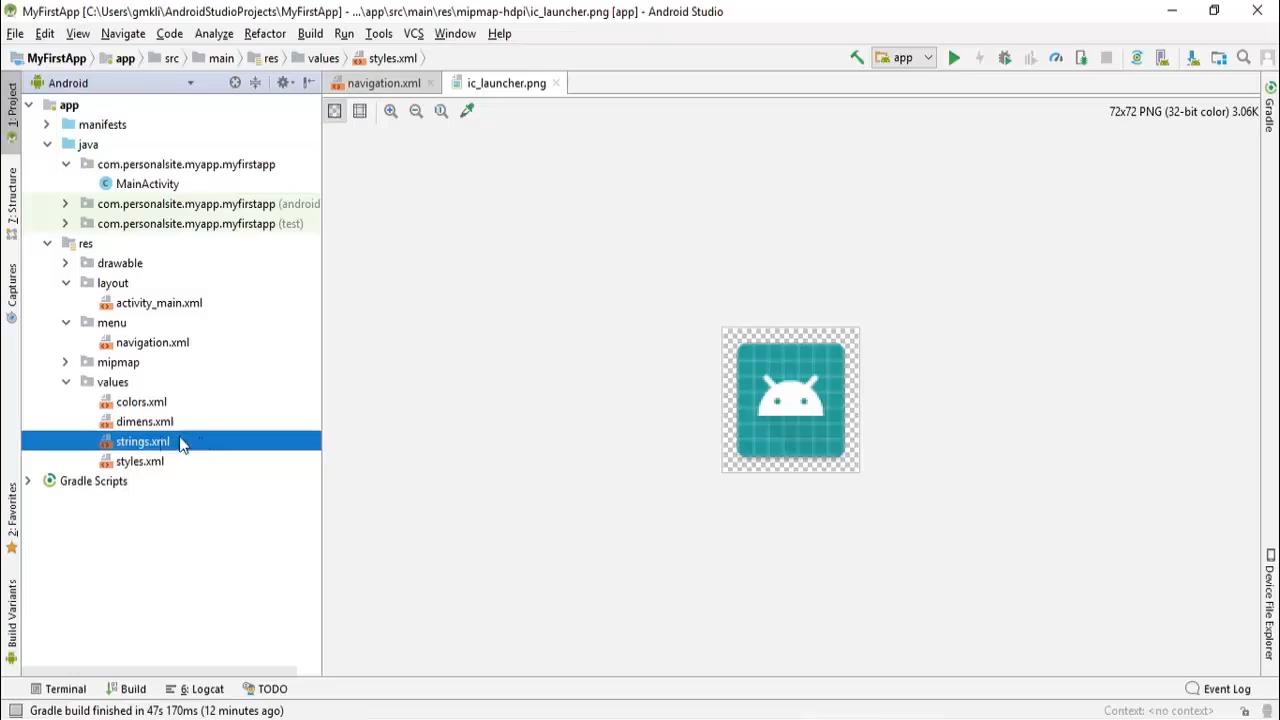 MyFirstApp [C:\Users\gmkli\AndroidStudioProjects\MyFirstApp] - ...\app\src\main\res\mipmap-hdpi\ic_launcher.png [app] - Android Studio
File Edit View Navigate Code Analyze Refactor Build Run Tools VCS Window Help
MyFirstApp app src main res values styles.xml app
1: Project
Android
navigation.xml ic_launcher.png
Gradle
72x72 PNG (32-bit color) 3.06K
app
manifests
java
com.personalsite.myapp.myfirstapp
MainActivity
7: Structure
com.personalsite.myapp.myfirstapp (android
com.personalsite.myapp.myfirstapp (test)
res
drawable
Captures
layout
activity_main.xml
menu
navigation.xml
mipmap
values
colors.xml
dimens.xml
strings.xml
styles.xml
Gradle Scripts
2: Favorites
Build Variants
Device File Explorer
Terminal Build 6: Logcat TODO Event Log
Gradle build finished in 47s 170ms (12 minutes ago) Context: <no context>